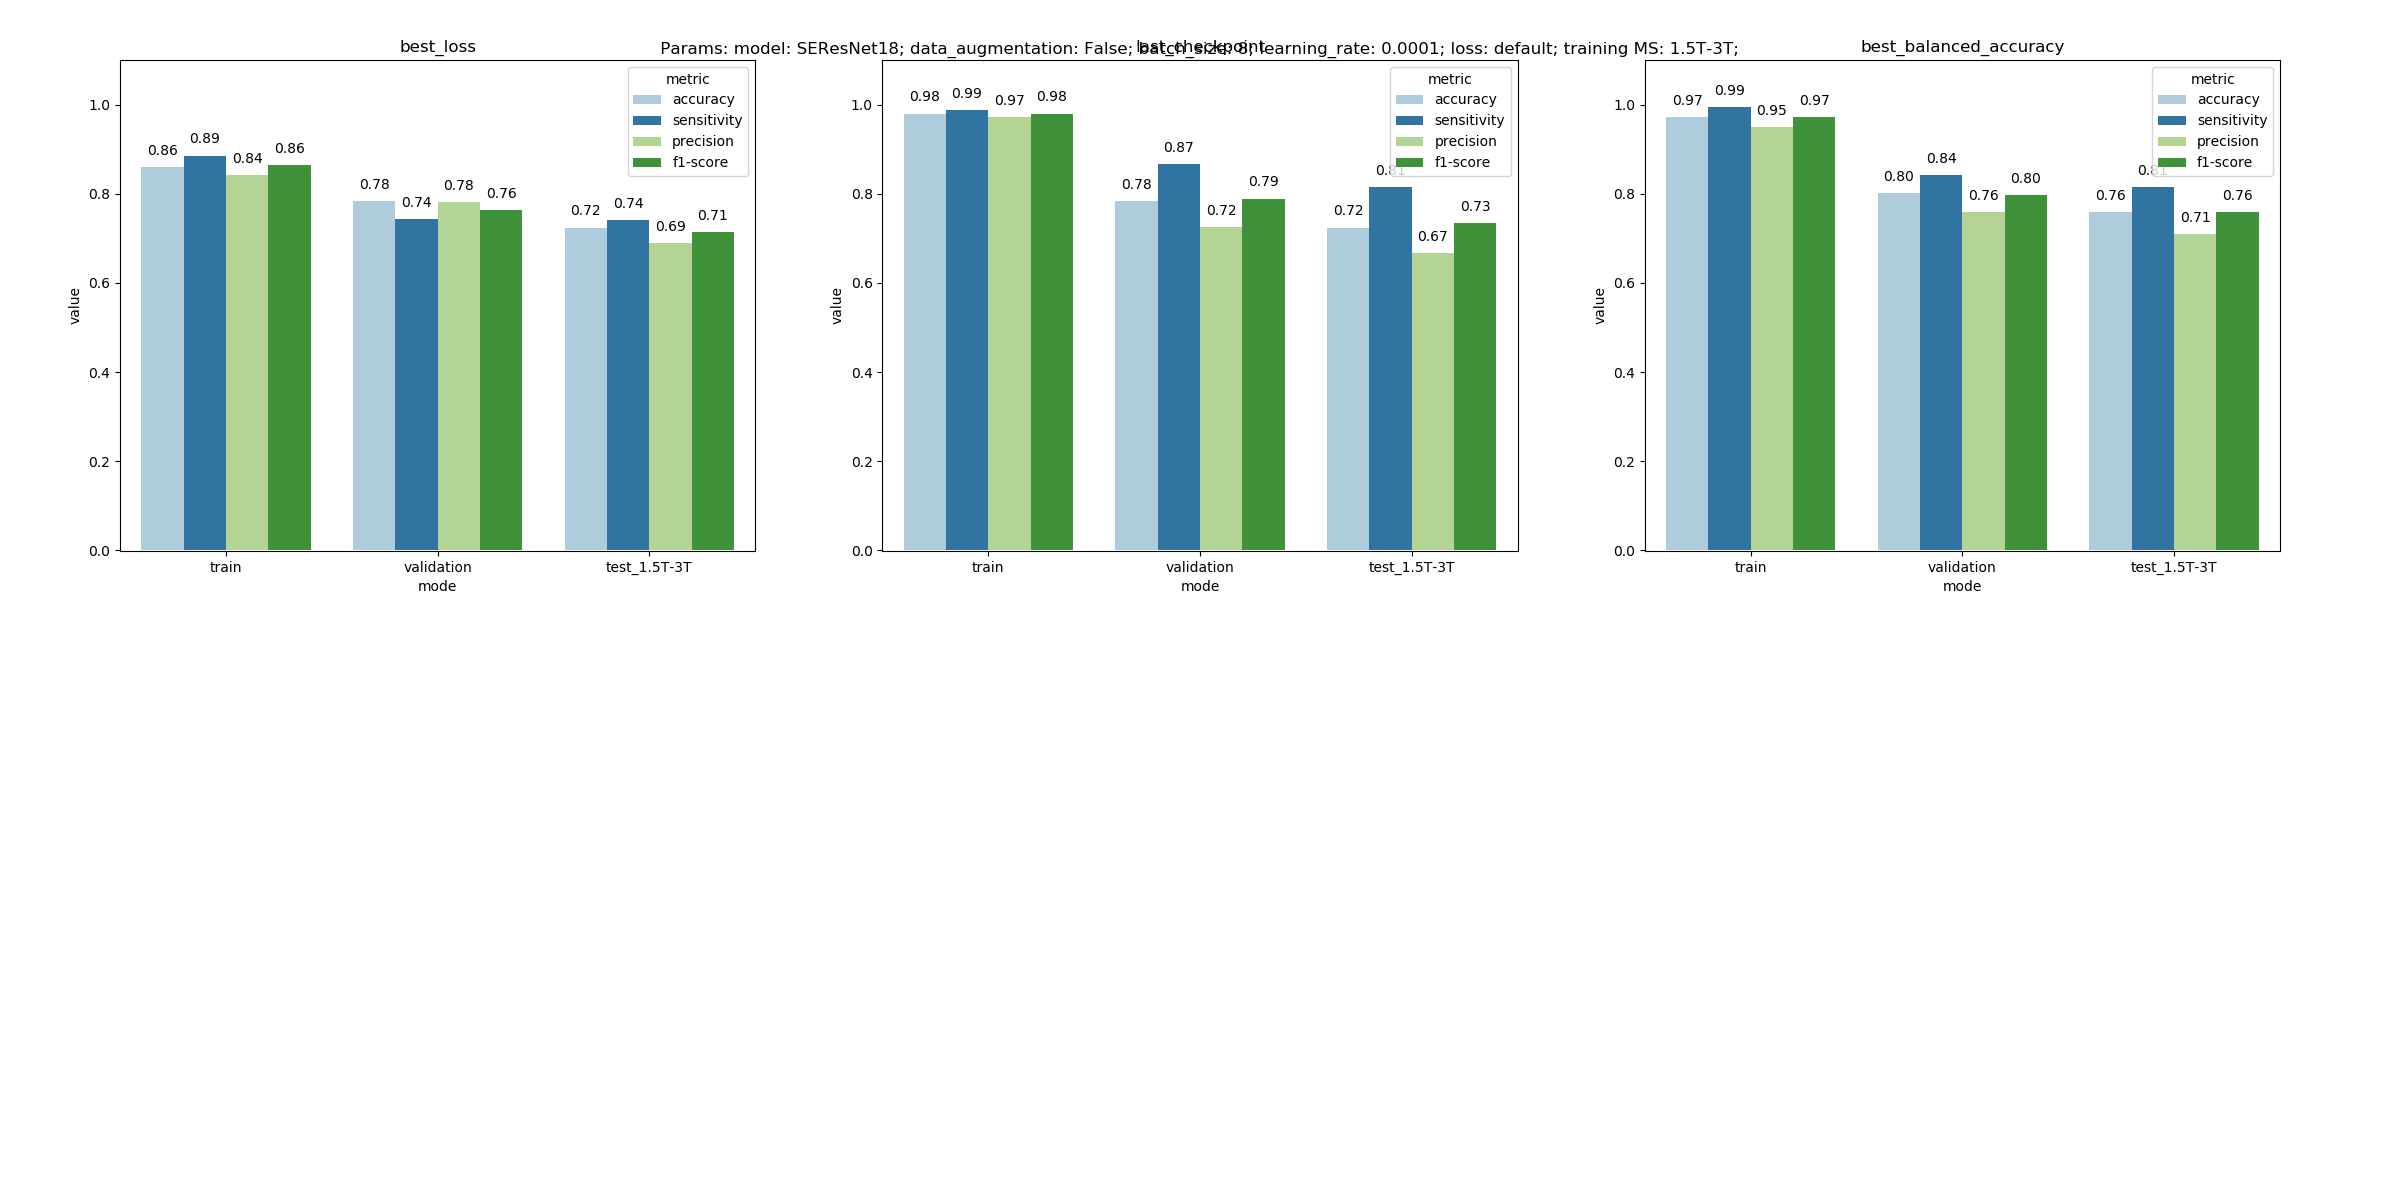 Params: model: SEResNet18; data_augmentation: False; batch_size: 8; learning_rate: 0.0001; loss: default; training MS: 1.5T-3T;
best_loss
metric
accuracy
sensitivity
precision
f1-score
0.86 0.89 0.84 0.86
0.78 0.74 0.78 0.76
0.72 0.74 0.69 0.71
1.0
0.8
0.6
0.4
0.2
0.0
value
train validation test_1.5T-3T
mode
last_checkpoint
metric
accuracy
sensitivity
precision
f1-score
0.98 0.99 0.97 0.98
0.78 0.87 0.72 0.79
0.72 0.81 0.67 0.73
1.0
0.8
0.6
0.4
0.2
0.0
value
train validation test_1.5T-3T
mode
best_balanced_accuracy
metric
accuracy
sensitivity
precision
f1-score
0.97 0.99 0.95 0.97
0.80 0.84 0.76 0.80
0.76 0.81 0.71 0.76
1.0
0.8
0.6
0.4
0.2
0.0
value
train validation test_1.5T-3T
mode